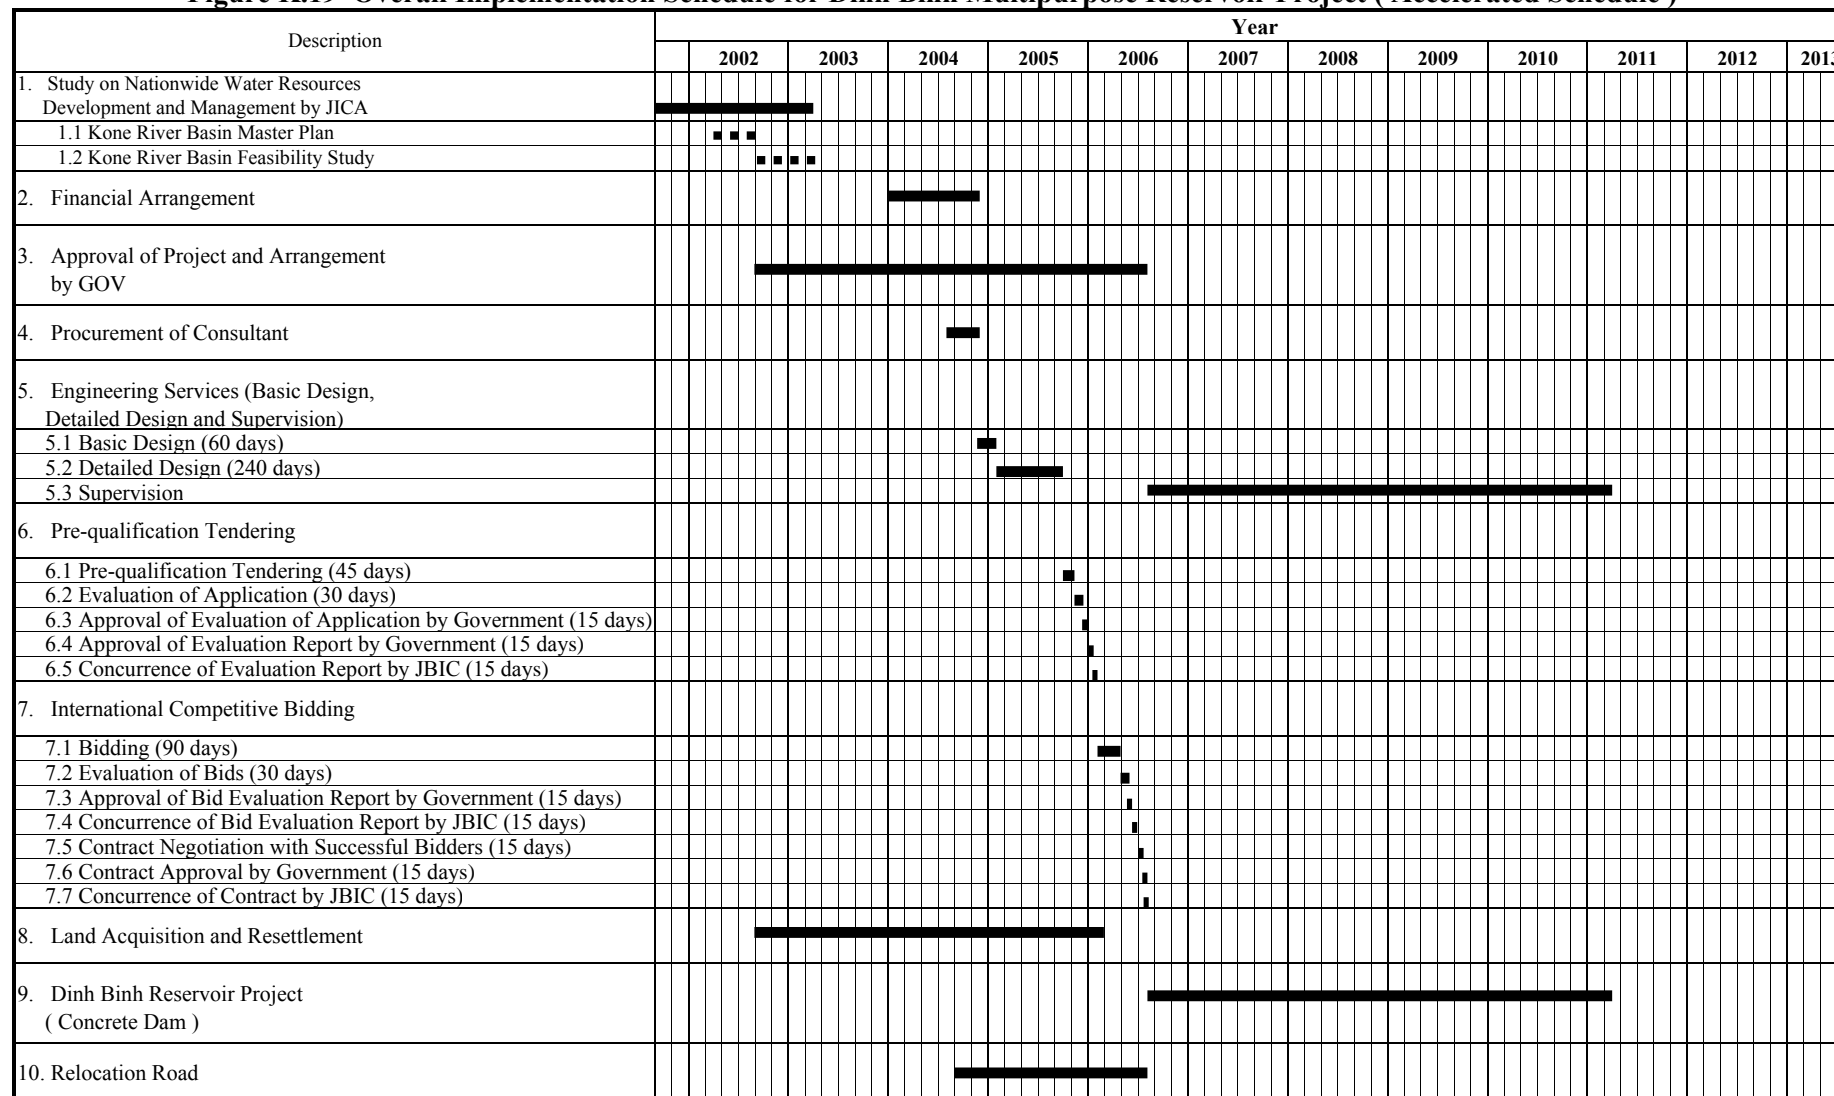 Figure K.19 Overall Implementation Schedule for Dinh Binh Multipurpose Reservoir Project ( Accelerated Schedule )
Description
Year
2002 2003 2004 2005 2006 2007 2008 2009 2010 2011 2012 2013
1. Study on Nationwide Water Resources
Development and Management by JICA
1.1 Kone River Basin Master Plan
1.2 Kone River Basin Feasibility Study
2. Financial Arrangement
3. Approval of Project and Arrangement
by GOV
4. Procurement of Consultant
5. Engineering Services (Basic Design,
Detailed Design and Supervision)
5.1 Basic Design (60 days)
5.2 Detailed Design (240 days)
5.3 Supervision
6. Pre-qualification Tendering
6.1 Pre-qualification Tendering (45 days)
6.2 Evaluation of Application (30 days)
6.3 Approval of Evaluation of Application by Government (15 days)
6.4 Approval of Evaluation Report by Government (15 days)
6.5 Concurrence of Evaluation Report by JBIC (15 days)
7. International Competitive Bidding
7.1 Bidding (90 days)
7.2 Evaluation of Bids (30 days)
7.3 Approval of Bid Evaluation Report by Government (15 days)
7.4 Concurrence of Bid Evaluation Report by JBIC (15 days)
7.5 Contract Negotiation with Successful Bidders (15 days)
7.6 Contract Approval by Government (15 days)
7.7 Concurrence of Contract by JBIC (15 days)
8. Land Acquisition and Resettlement
9. Dinh Binh Reservoir Project
( Concrete Dam )
10. Relocation Road